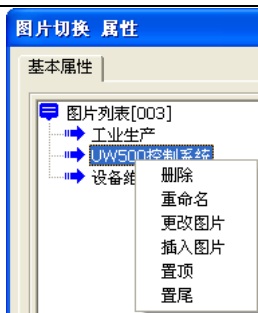 图片切换 属性
基本属性
图片列表[003]
工业生产
UW500控制系统
设备维
删除
重命名
更改图片
插入图片
置顶
置尾